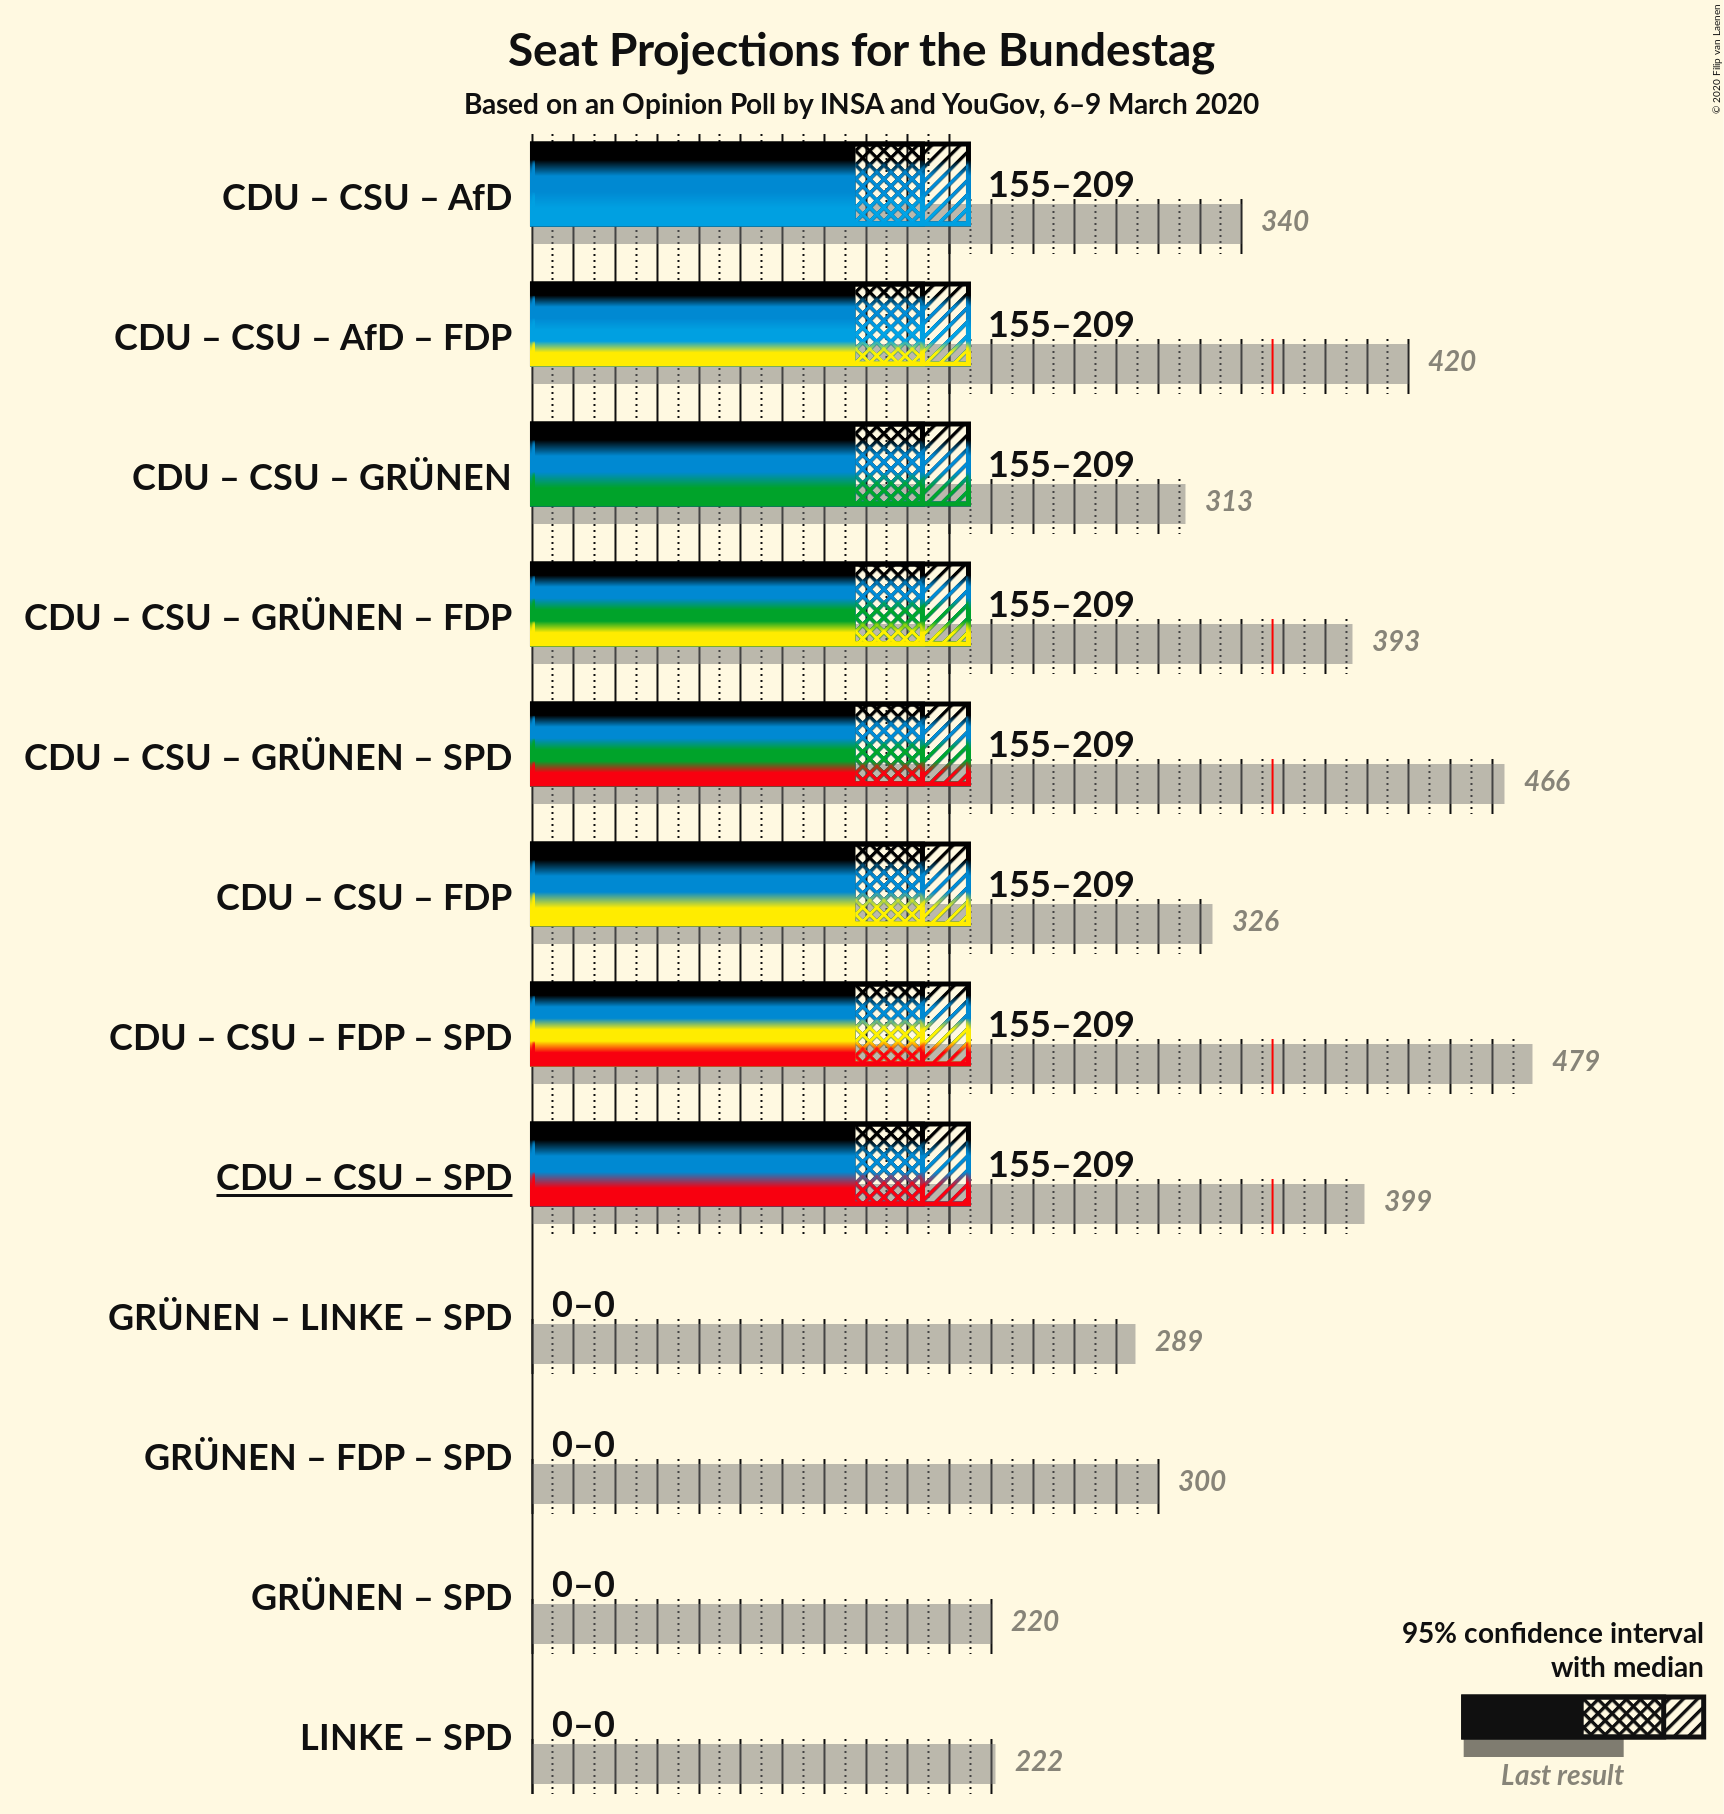 Seat Projections for the Bundestag
Based on an Opinion Poll by INSA and YouGov, 6–9 March 2020
© 2020 Filip van Laenen
CDU – CSU – AfD
155–209
340
CDU – CSU – AfD – FDP
155–209
420
CDU – CSU – GRÜNEN
155–209
313
CDU – CSU – GRÜNEN – FDP
155–209
393
CDU – CSU – GRÜNEN – SPD
155–209
466
CDU – CSU – FDP
155–209
326
CDU – CSU – FDP – SPD
155–209
479
CDU – CSU – SPD
155–209
399
GRÜNEN – LINKE – SPD
0–0
289
GRÜNEN – FDP – SPD
0–0
300
GRÜNEN – SPD
0–0
220
LINKE – SPD
0–0
222
95% confidence interval
with median
Last result